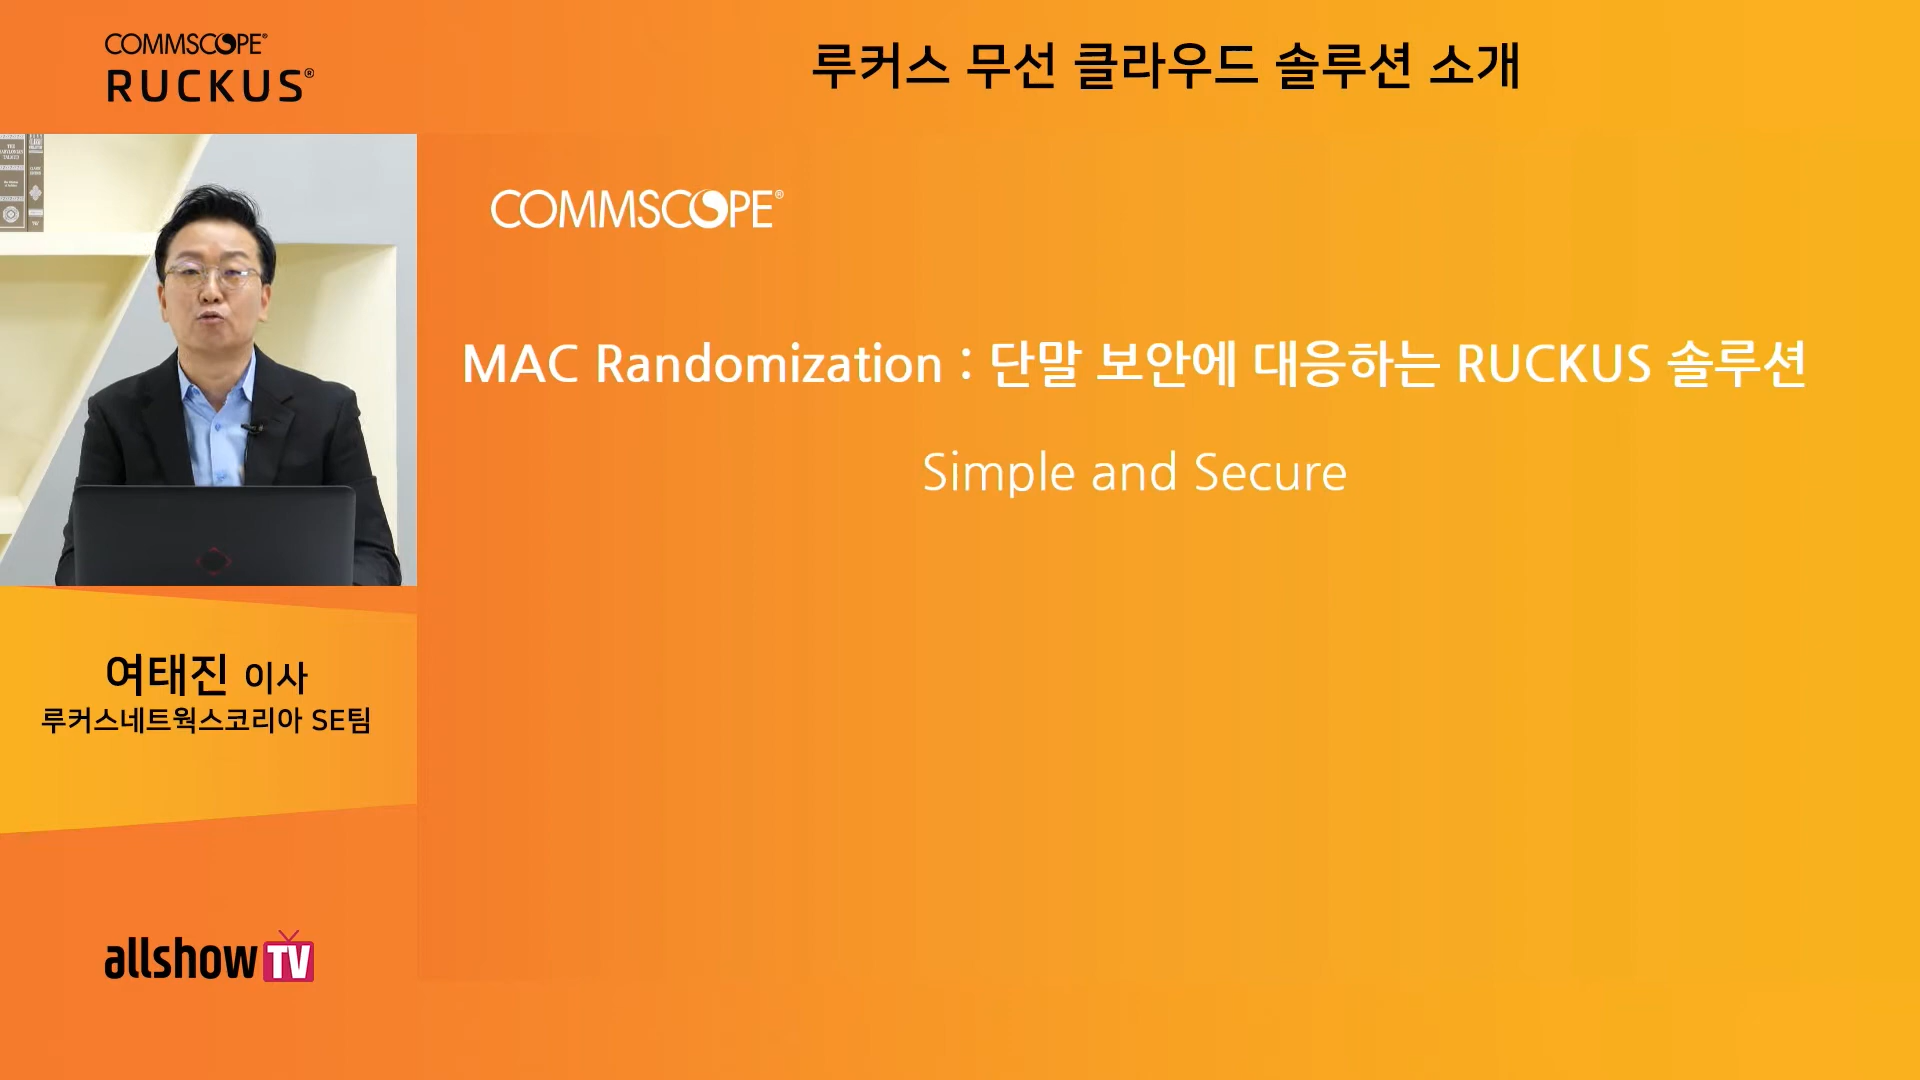 COMMSCOPE®
RUCKUS®
루커스 무선 클라우드 솔루션 소개
COMMSCOPE®
MAC Randomization : 단말 보안에 대응하는 RUCKUS 솔루션
Simple and Secure
여태진 이사
루커스네트웍스코리아 SE팀
allshow TV